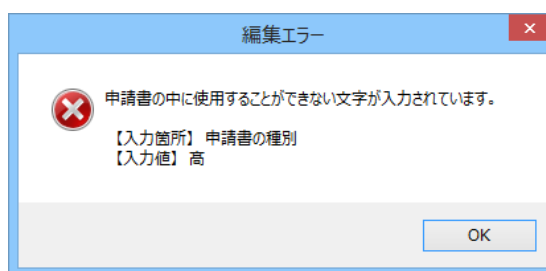 編集エラー
申請書の中に使用することができない文字が入力されています。
【入力箇所】 申請書の種別
【入力値】 髙
OK